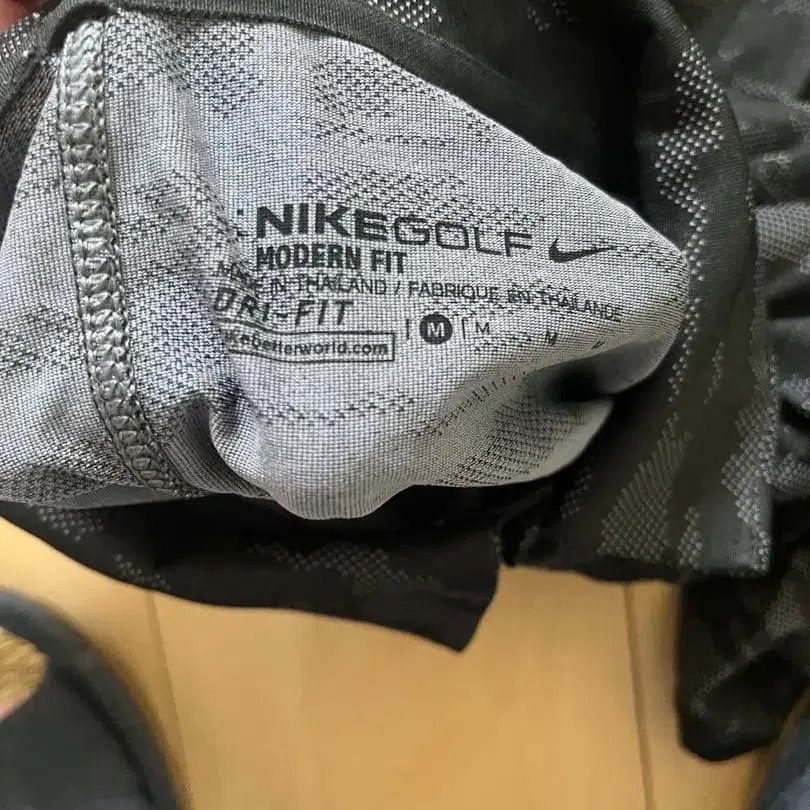 NIKEGOLF
MODERN FIT
MADE IN THAILAND / FABRIQUE EN THAILANDE
DRI-FIT
M M M
nikebetterworld.com